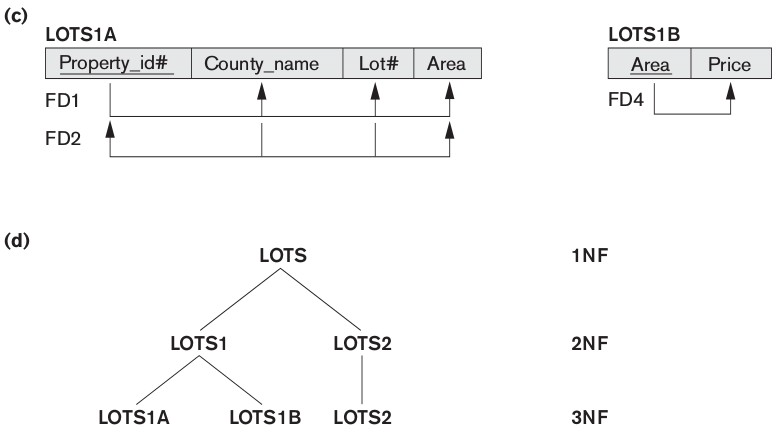 (c)
LOTS1A LOTS1B
Property_id# County_name Lot# Area Area Price
FD1 FD4
FD2
(d)
LOTS 1NF
LOTS1 LOTS2 2NF
LOTS1A LOTS1B LOTS2 3NF